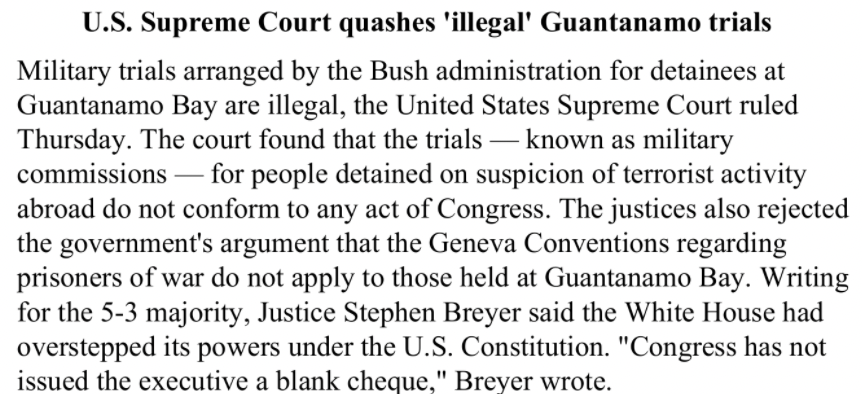 U.S. Supreme Court quashes 'illegal' Guantanamo trials
Military trials arranged by the Bush administration for detainees at
Guantanamo Bay are illegal, the United States Supreme Court ruled
Thursday. The court found that the trials — known as military
commissions — for people detained on suspicion of terrorist activity
abroad do not conform to any act of Congress. The justices also rejected
the government's argument that the Geneva Conventions regarding
prisoners of war do not apply to those held at Guantanamo Bay. Writing
for the 5-3 majority, Justice Stephen Breyer said the White House had
overstepped its powers under the U.S. Constitution. "Congress has not
issued the executive a blank cheque," Breyer wrote.